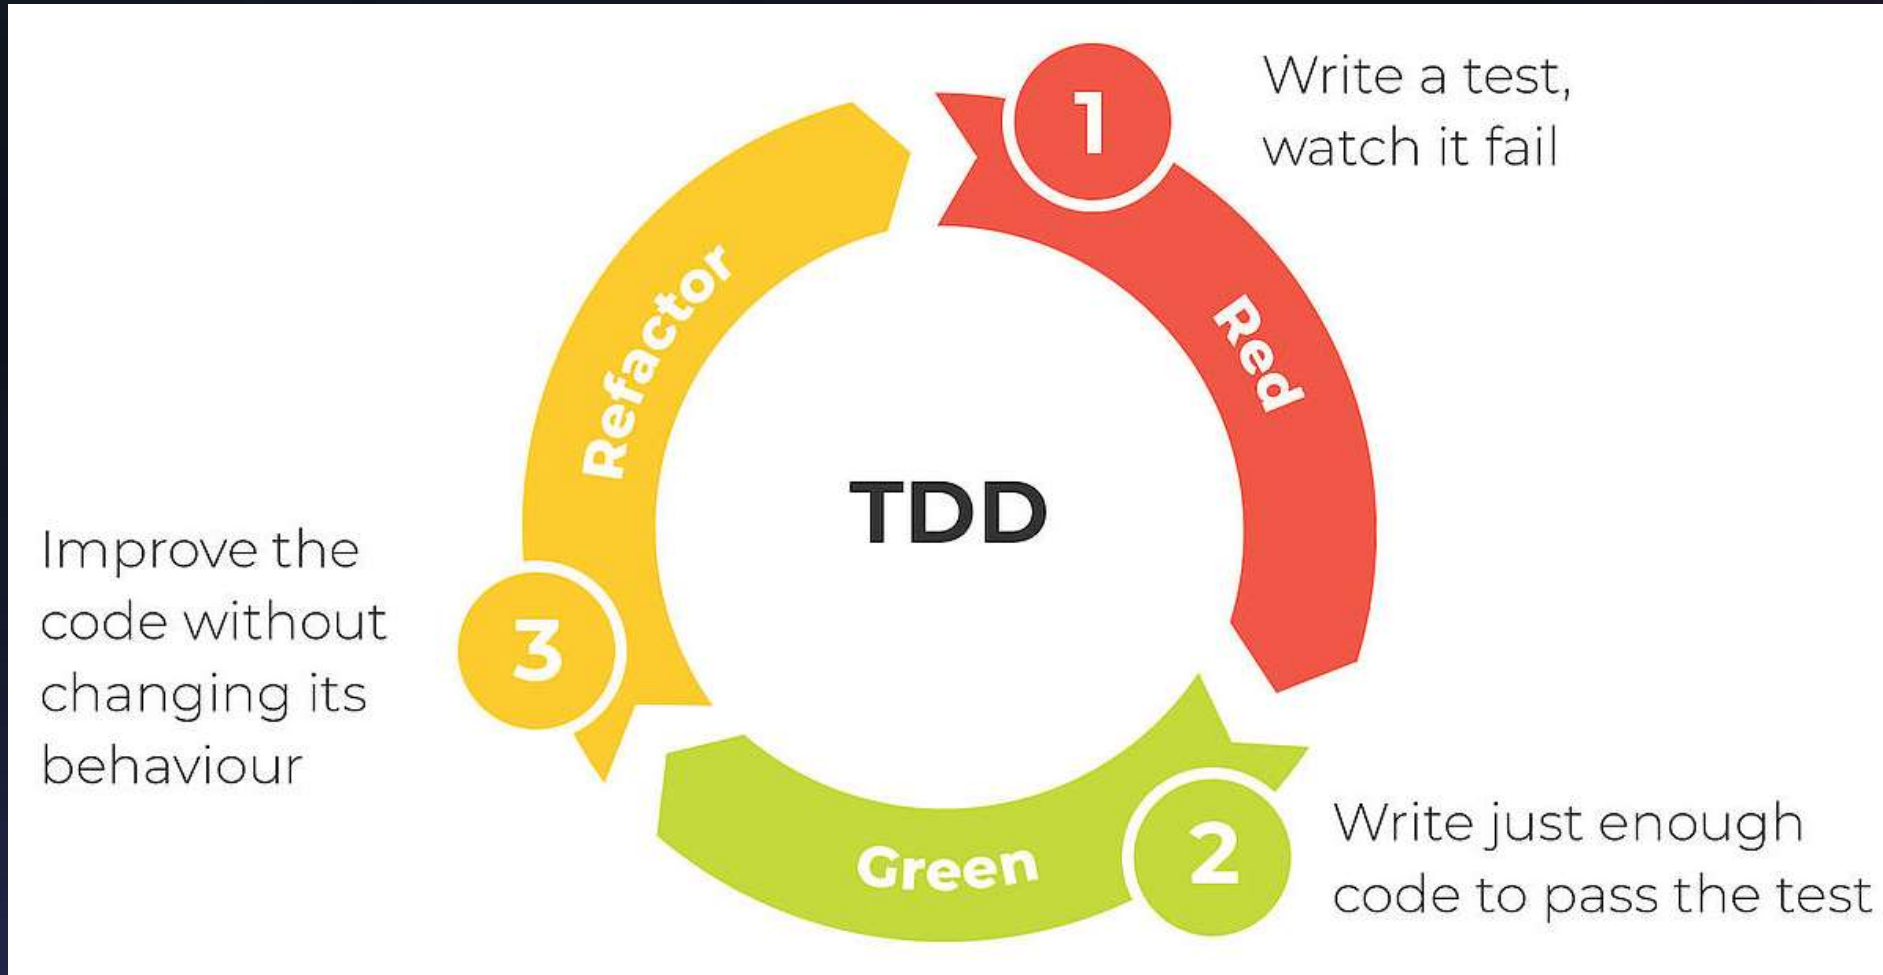 1
Write a test,
watch it fail
Red
2
Write just enough
code to pass the test
Green
3
Improve the
code without
changing its
behaviour
Refactor
TDD